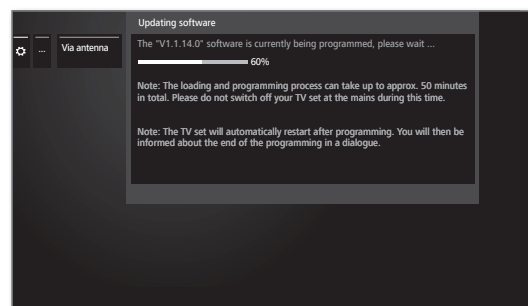 Updating software
... Via antenna
The "V1.1.14.0" software is currently being programmed, please wait ...
60%
Note: The loading and programming process can take up to approx. 50 minutes
in total. Please do not switch off your TV set at the mains during this time.
Note: The TV set will automatically restart after programming. You will then be
informed about the end of the programming in a dialogue.